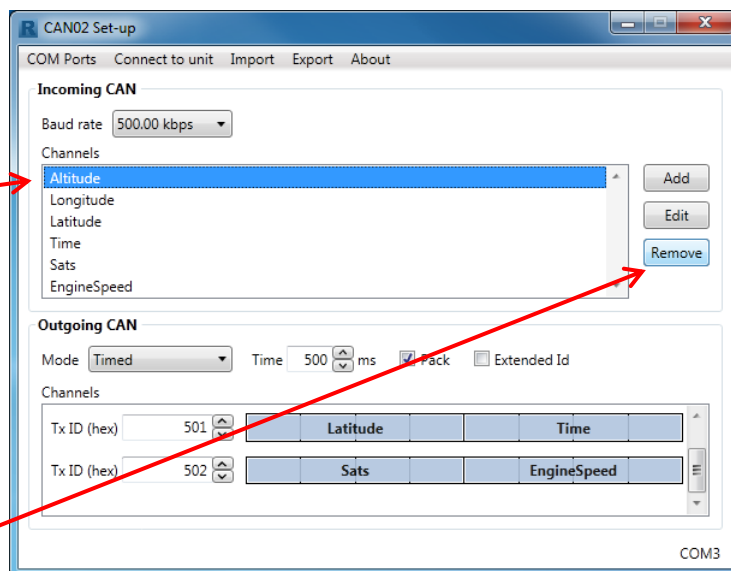 R CAN02 Set-up
COM Ports Connect to unit Import Export About
Incoming CAN
Baud rate 500.00 kbps
Channels
Altitude
Add
Longitude
Latitude
Edit
Time
Remove
Sats
EngineSpeed
Outgoing CAN
Mode Timed Time 500 ms Pack Extended Id
Channels
Tx ID (hex) 501 Latitude Time
Tx ID (hex) 502 Sats EngineSpeed
COM3